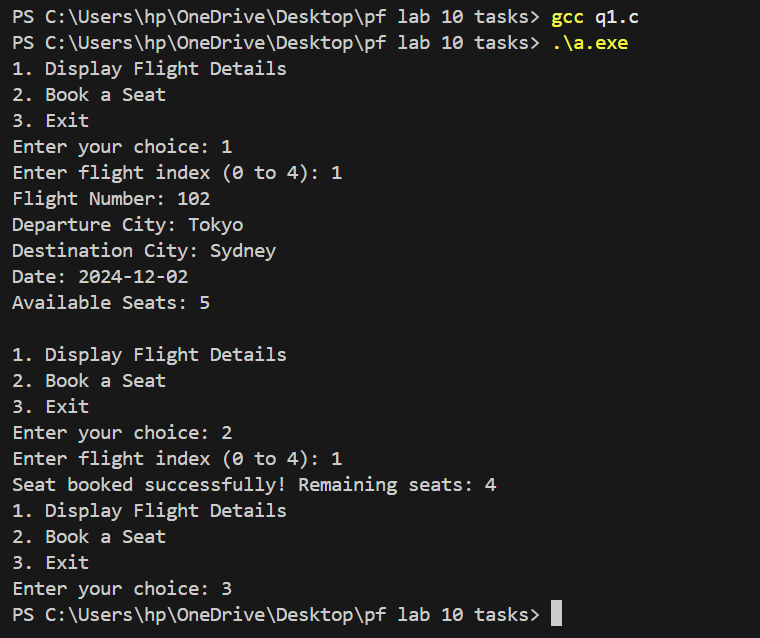 PS C:\Users\hp\OneDrive\Desktop\pf lab 10 tasks> gcc q1.c
PS C:\Users\hp\OneDrive\Desktop\pf lab 10 tasks> .\a.exe
1. Display Flight Details
2. Book a Seat
3. Exit
Enter your choice: 1
Enter flight index (0 to 4): 1
Flight Number: 102
Departure City: Tokyo
Destination City: Sydney
Date: 2024-12-02
Available Seats: 5

1. Display Flight Details
2. Book a Seat
3. Exit
Enter your choice: 2
Enter flight index (0 to 4): 1
Seat booked successfully! Remaining seats: 4
1. Display Flight Details
2. Book a Seat
3. Exit
Enter your choice: 3
PS C:\Users\hp\OneDrive\Desktop\pf lab 10 tasks>